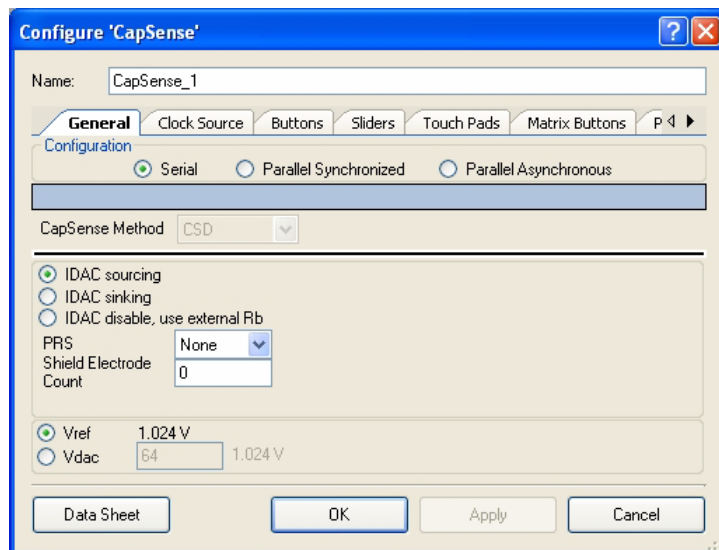 Configure 'CapSense'
Name: CapSense_1
General Clock Source Buttons Sliders Touch Pads Matrix Buttons P
Configuration
Serial Parallel Synchronized Parallel Asynchronous
CapSense Method CSD
IDAC sourcing
IDAC sinking
IDAC disable, use external Rb
PRS None
Shield Electrode
Count 0
Vref 1.024 V
Vdac 64 1.024 V
Data Sheet OK Apply Cancel